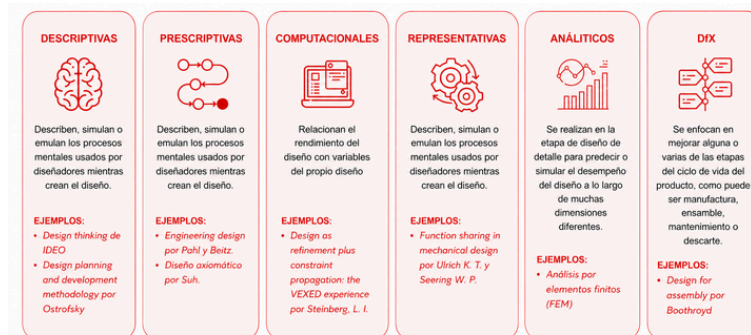 DESCRIPTIVAS
Describen, simulan o
emulan los procesos
mentales usados por
diseñadores mientras
crean el diseño.
EJEMPLOS:
• Design thinking de
IDEO
• Design planning
and development
methodology por
Ostrofsky
PRESCRIPTIVAS
Describen, simulan o
emulan los procesos
mentales usados por
diseñadores mientras
crean el diseño.
EJEMPLOS:
• Engineering design
por Pahl y Beitz.
• Diseño axiomático
por Suh.
COMPUTACIONALES
Relacionan el
rendimiento del
diseño con variables
del propio diseño
EJEMPLOS:
• Design as
refinement plus
constraint
propagation: the
VEXED experience
por Steinberg, L. I.
REPRESENTATIVAS
Describen, simulan o
emulan los procesos
mentales usados por
diseñadores mientras
crean el diseño.
EJEMPLOS:
• Function sharing in
mechanical design
por Ulrich K. T. y
Seering W. P.
ANÁLITICOS
Se realizan en la
etapa de diseño de
detalle para predecir o
simular el desempeño
del diseño a lo largo
de muchas
dimensiones
diferentes.
EJEMPLOS:
• Análisis por
elementos finitos
(FEM)
DfX
Se enfocan en
mejorar alguna o
varias de las etapas
del ciclo de vida del
producto, como puede
ser manufactura,
ensamble,
mantenimiento o
descarte.
EJEMPLOS:
• Design for
assembly por
Boothroyd